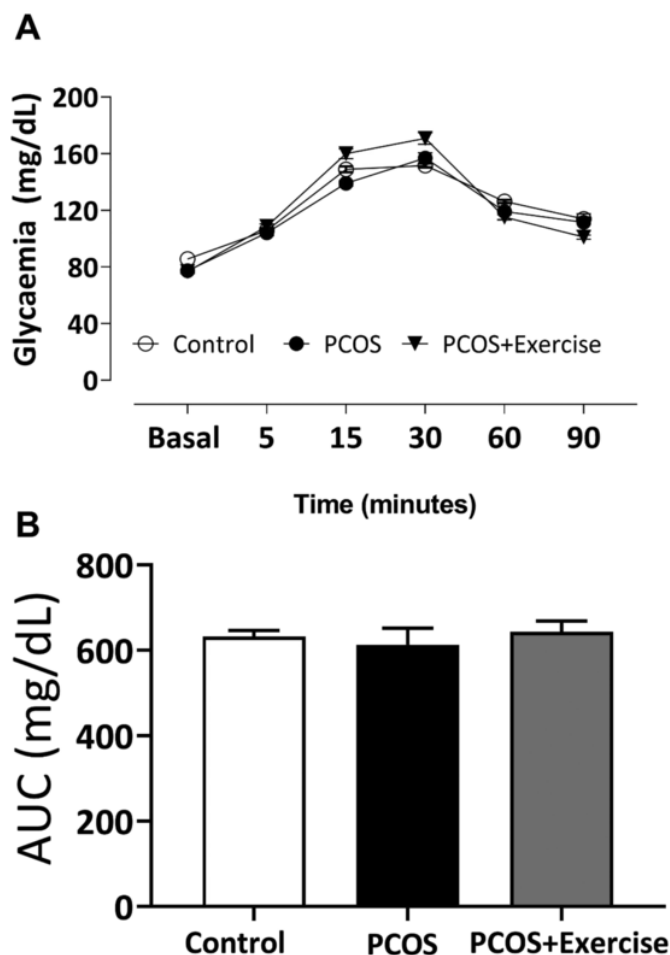 A
Glycaemia (mg/dL)
200
160
120
80
40
0
Control PCOS PCOS+Exercise
Basal 5 15 30 60 90
Time (minutes)
B
AUC (mg/dL)
800
600
400
200
0
Control PCOS PCOS+Exercise